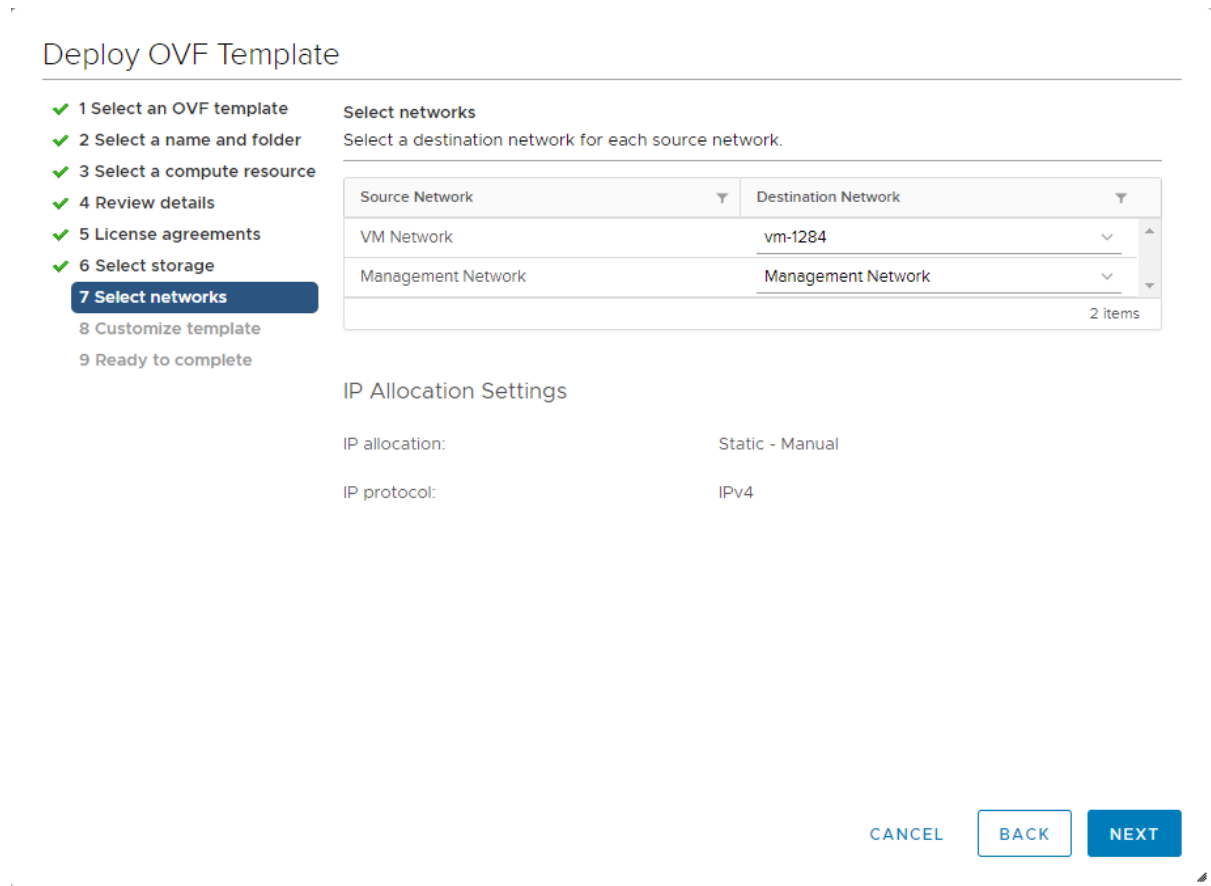 Deploy OVF Template
1 Select an OVF template
2 Select a name and folder
3 Select a compute resource
4 Review details
5 License agreements
6 Select storage
7 Select networks
8 Customize template
9 Ready to complete
Select networks
Select a destination network for each source network.
Source Network Destination Network
VM Network vm-1284
Management Network Management Network
2 items
IP Allocation Settings
IP allocation: Static - Manual
IP protocol: IPv4
CANCEL BACK NEXT